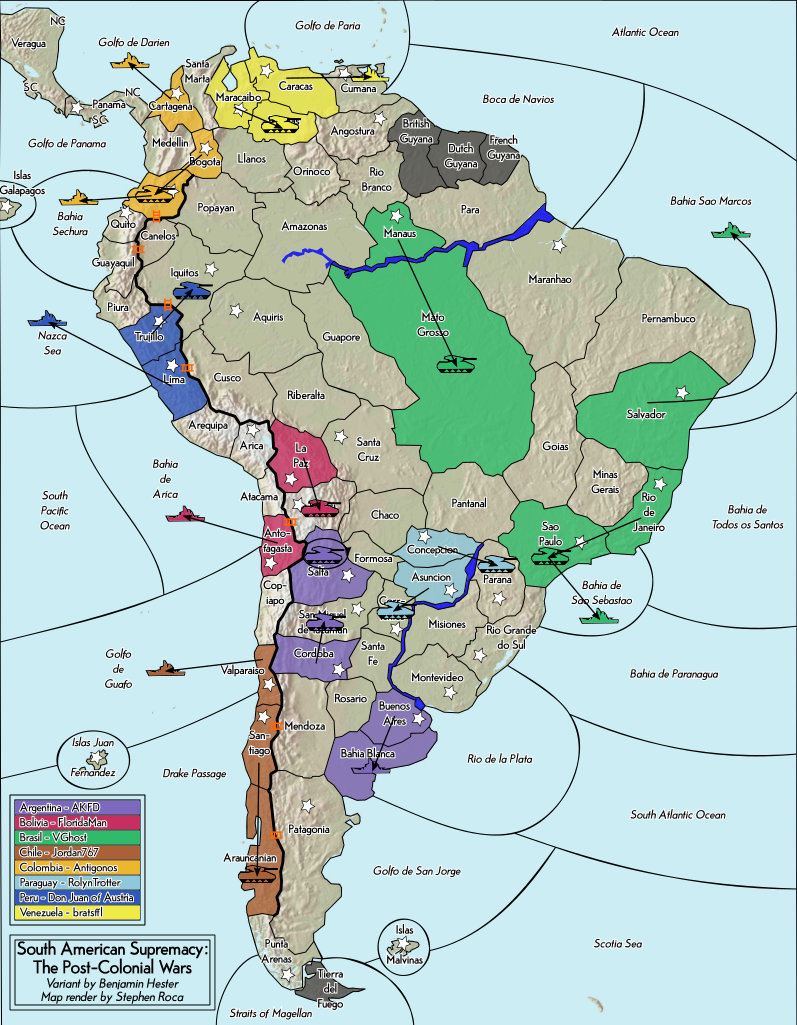 NC
Veragua
Golfo de Darien
Golfo de Paria
Atlantic Ocean
Santa
Marta
SC
NC
Panama
SC
Cartagena
Maracaibo
Caracas
Cumana
Boca de Navios
Golfo de Panama
Medellin
Angostura
British
Guyana
Dutch
Guyana
French
Guyana
Islas
Galapagos
Bogota
Llanos
Orinoco
Rio
Branco
Bahia
Sechura
Quito
Popayan
Para
Bahia Sao Marcos
Canelos
Amazonas
Manaus
Guayaquil
Iquitos
Maranhao
Piura
Aquiris
Mato
Grosso
Pernambuco
Nazca
Sea
Trujillo
Guapore
Lima
Cusco
Riberalta
Salvador
Arequipa
Arica
La
Paz
Santa
Cruz
Goias
Bahia
de
Arica
Minas
Gerais
South
Pacific
Ocean
Atacama
Chaco
Pantanal
Rio
de
Janeiro
Bahia de
Todos os Santos
Anto-
fagasta
Sao
Paulo
Concepcion
Formosa
Salta
Asuncion
Parana
Bahia de
Sao Sebastao
Cop-
iapo
San Miguel
de Tucuman
Misiones
Rio Grande
do Sul
Golfo
de
Guafo
Valparaiso
Cordoba
Santa
Fe
Montevideo
Bahia de Paranagua
Rosario
Buenos
Aires
San-
tiago
Mendoza
Islas Juan
Fernandez
Bahia Blanca
Rio de la Plata
Drake Passage
South Atlantic Ocean
Patagonia
Argentina - AKFD
Bolivia - FloridaMan
Brasil - VGhost
Chile - Jordan767
Colombia - Antigonos
Paraguay - RolynTrotter
Peru - Don Juan of Austria
Venezuela - bratsffl
Araucanian
Golfo de San Jorge
Islas
Malvinas
Scotia Sea
South American Supremacy:
The Post-Colonial Wars
Variant by Benjamin Hester
Map render by Stephen Roca
Punta
Arenas
Tierra
del
Fuego
Straits of Magellan